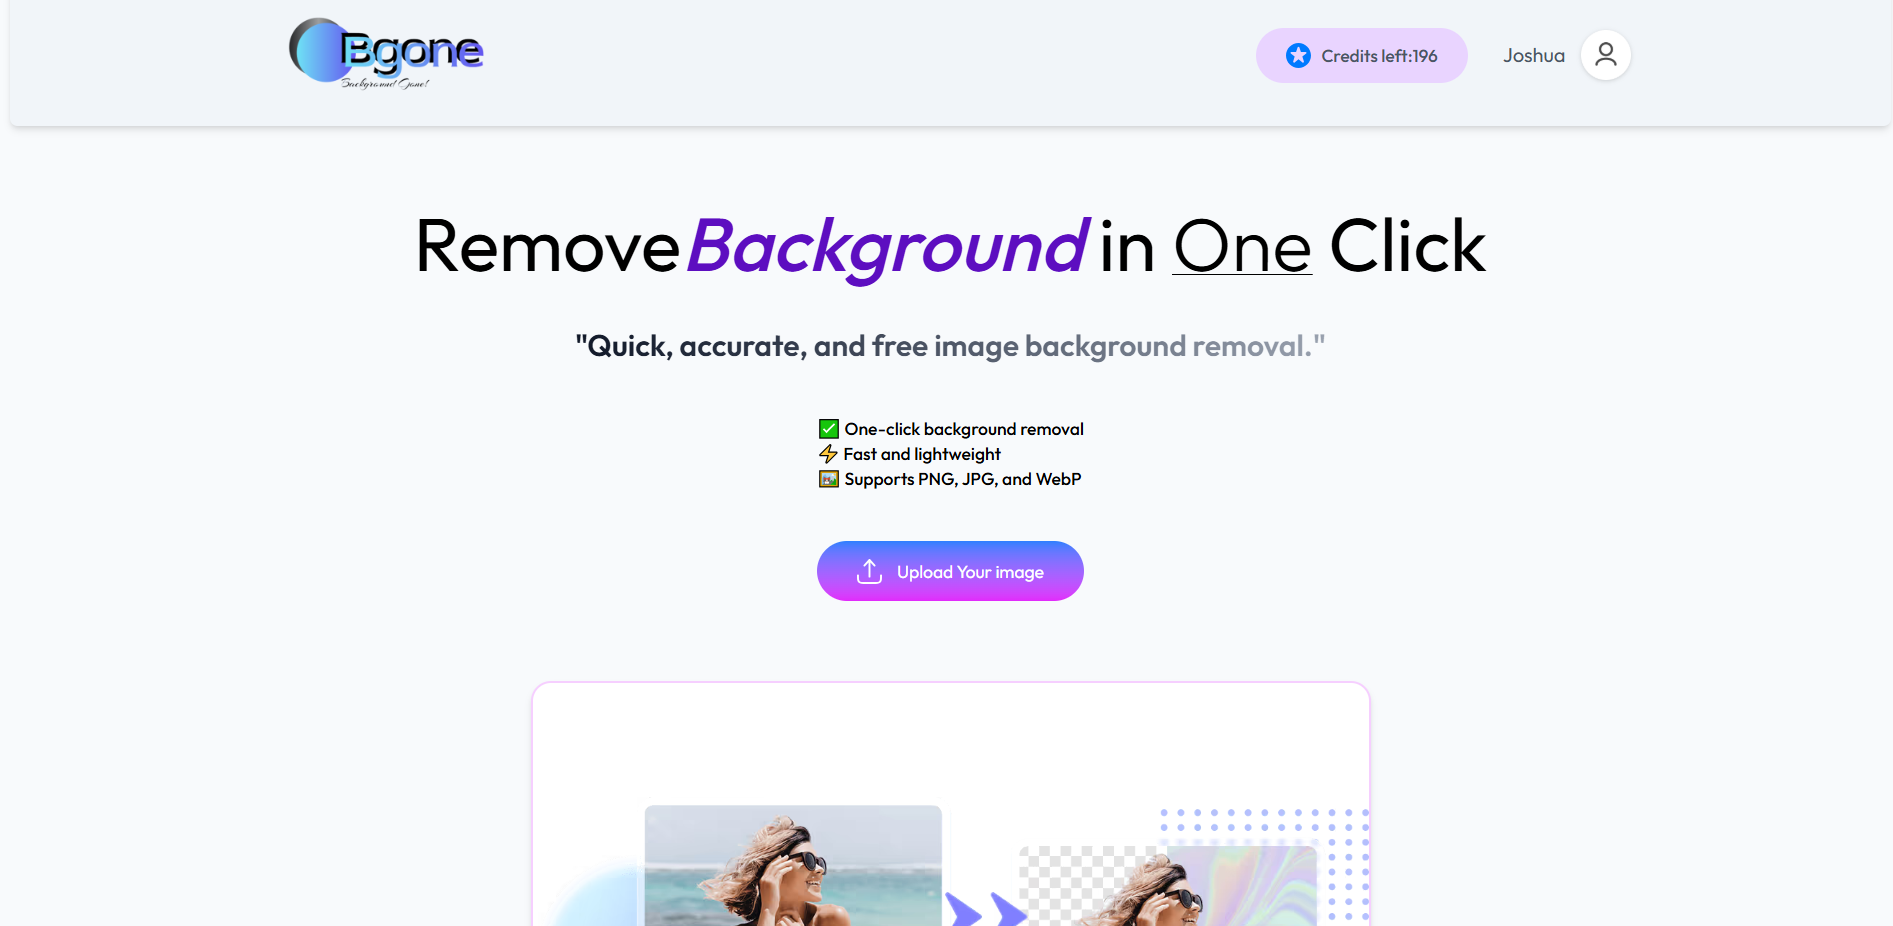 Bgone
Background Gone!
Credits left:196
Joshua
Remove Background in One Click
"Quick, accurate, and free image background removal."
✅ One-click background removal
⚡ Fast and lightweight
🖼️ Supports PNG, JPG, and WebP
Upload Your image